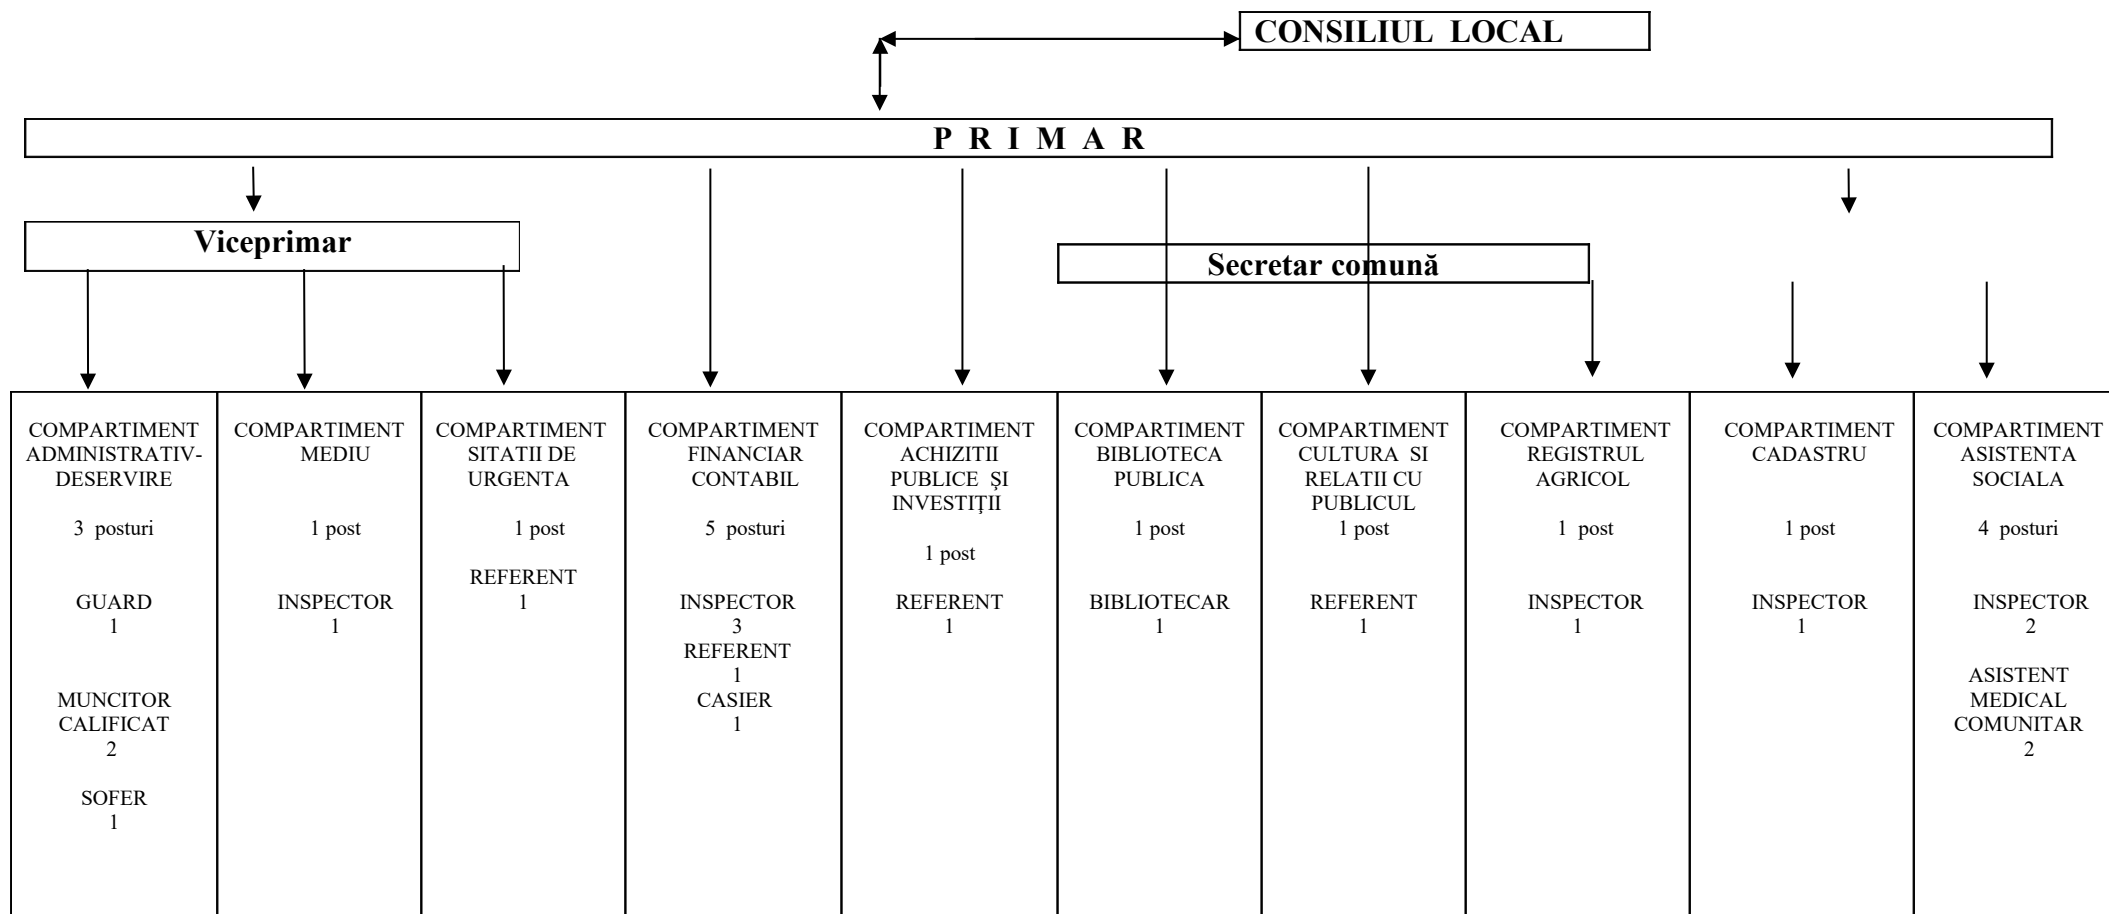 CONSILIUL LOCAL
P R I M A R
Viceprimar
Secretar comună
COMPARTIMENT
ADMINISTRATIV-
DESERVIRE
3 posturi
GUARD
1
MUNCITOR
CALIFICAT
2
SOFER
1
COMPARTIMENT
MEDIU
1 post
INSPECTOR
1
COMPARTIMENT
SITATII DE
URGENTA
1 post
REFERENT
1
COMPARTIMENT
FINANCIAR
CONTABIL
5 posturi
INSPECTOR
3
REFERENT
1
CASIER
1
COMPARTIMENT
ACHIZITII
PUBLICE ŞI
INVESTIŢII
1 post
REFERENT
1
COMPARTIMENT
BIBLIOTECA
PUBLICA
1 post
BIBLIOTECAR
1
COMPARTIMENT
CULTURA SI
RELATII CU
PUBLICUL
1 post
REFERENT
1
COMPARTIMENT
REGISTRUL
AGRICOL
1 post
INSPECTOR
1
COMPARTIMENT
CADASTRU
1 post
INSPECTOR
1
COMPARTIMENT
ASISTENTA
SOCIALA
4 posturi
INSPECTOR
2
ASISTENT
MEDICAL
COMUNITAR
2